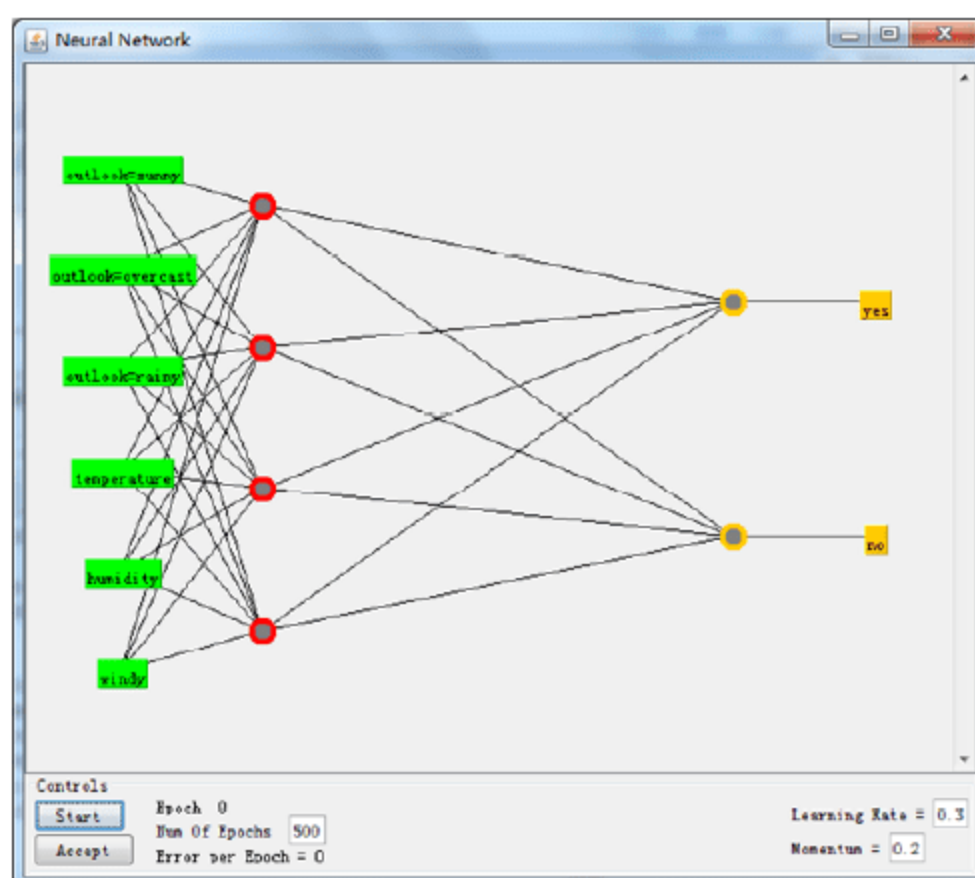 Neural Network
outlook=sunny
outlook=overcast
outlook=rainy
temperature
humidity
windy
yes
no
Controls
Start
Accept
Epoch 0
Num Of Epochs 500
Error per Epoch = 0
Learning Rate = 0.3
Momentum = 0.2